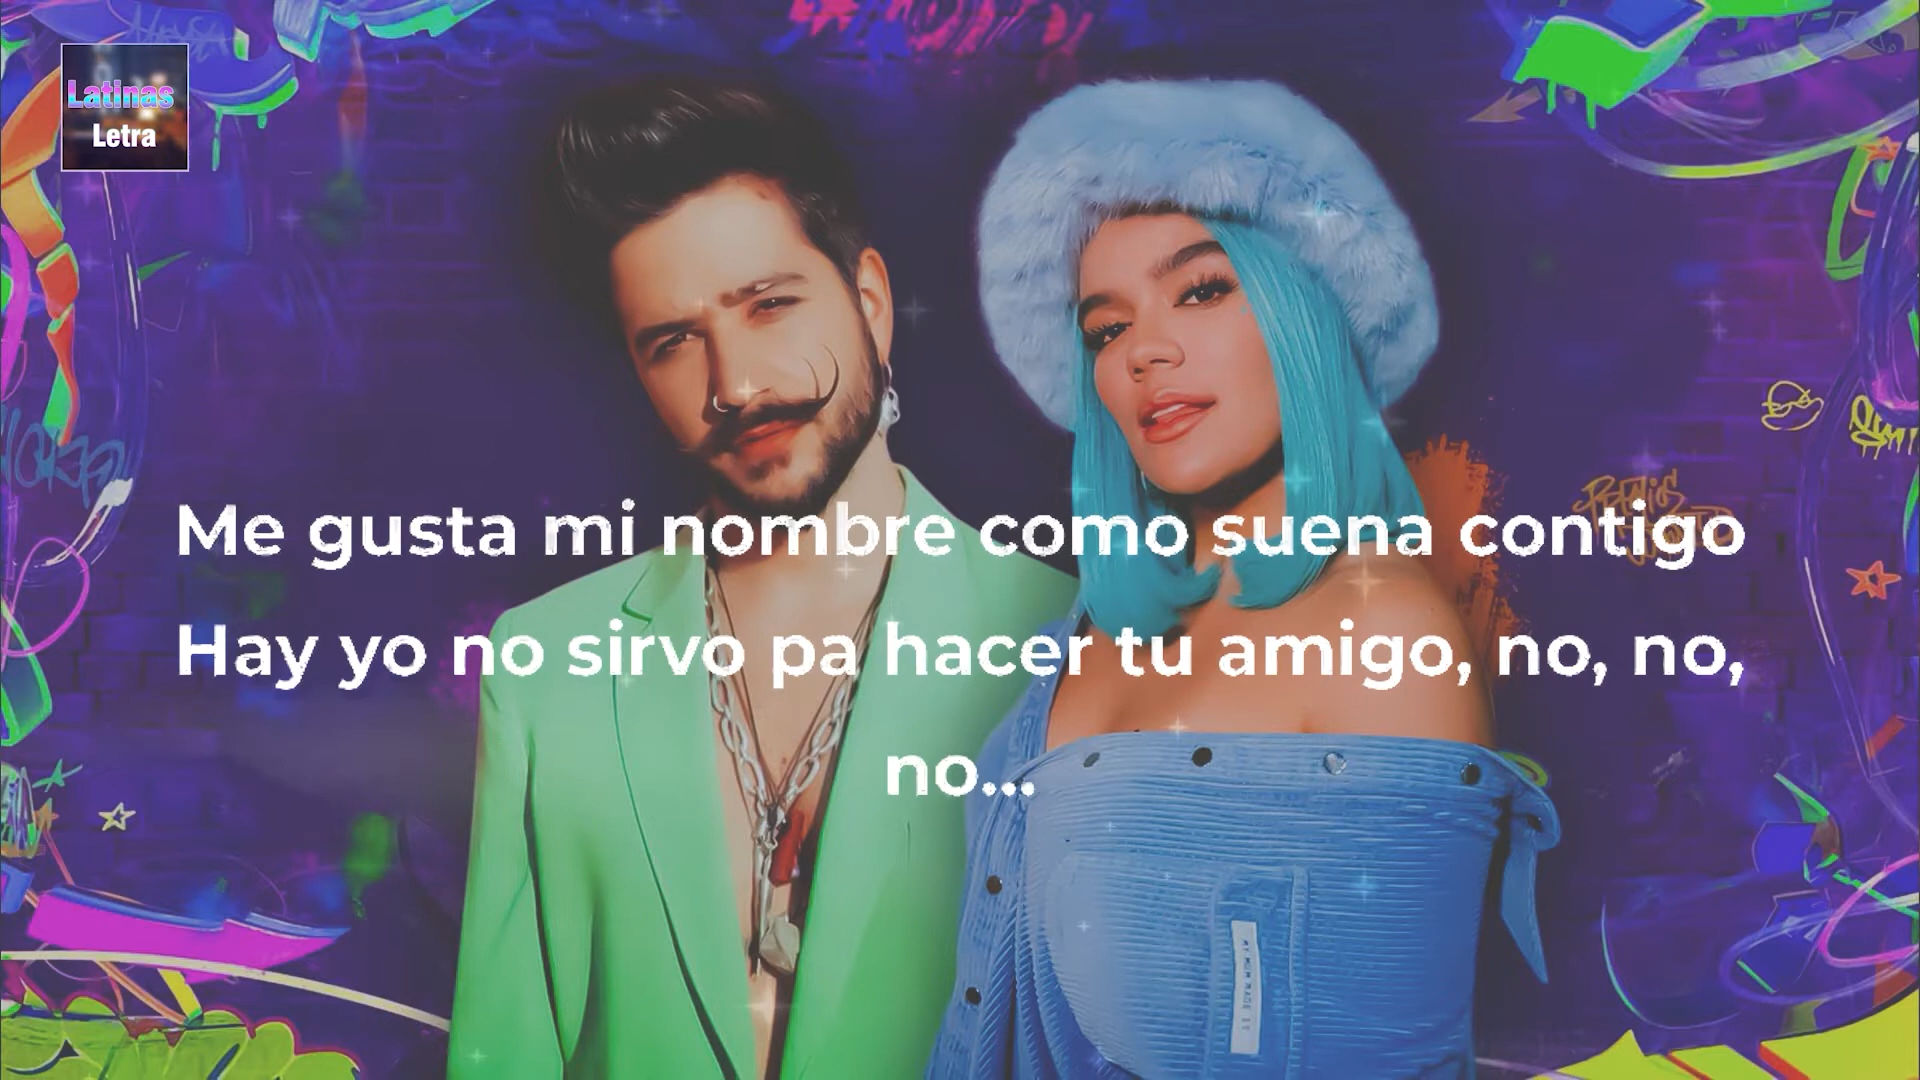 Latinas
Letra
Me gusta mi nombre como suena contigo
Hay yo no sirvo pa hacer tu amigo, no, no,
no...